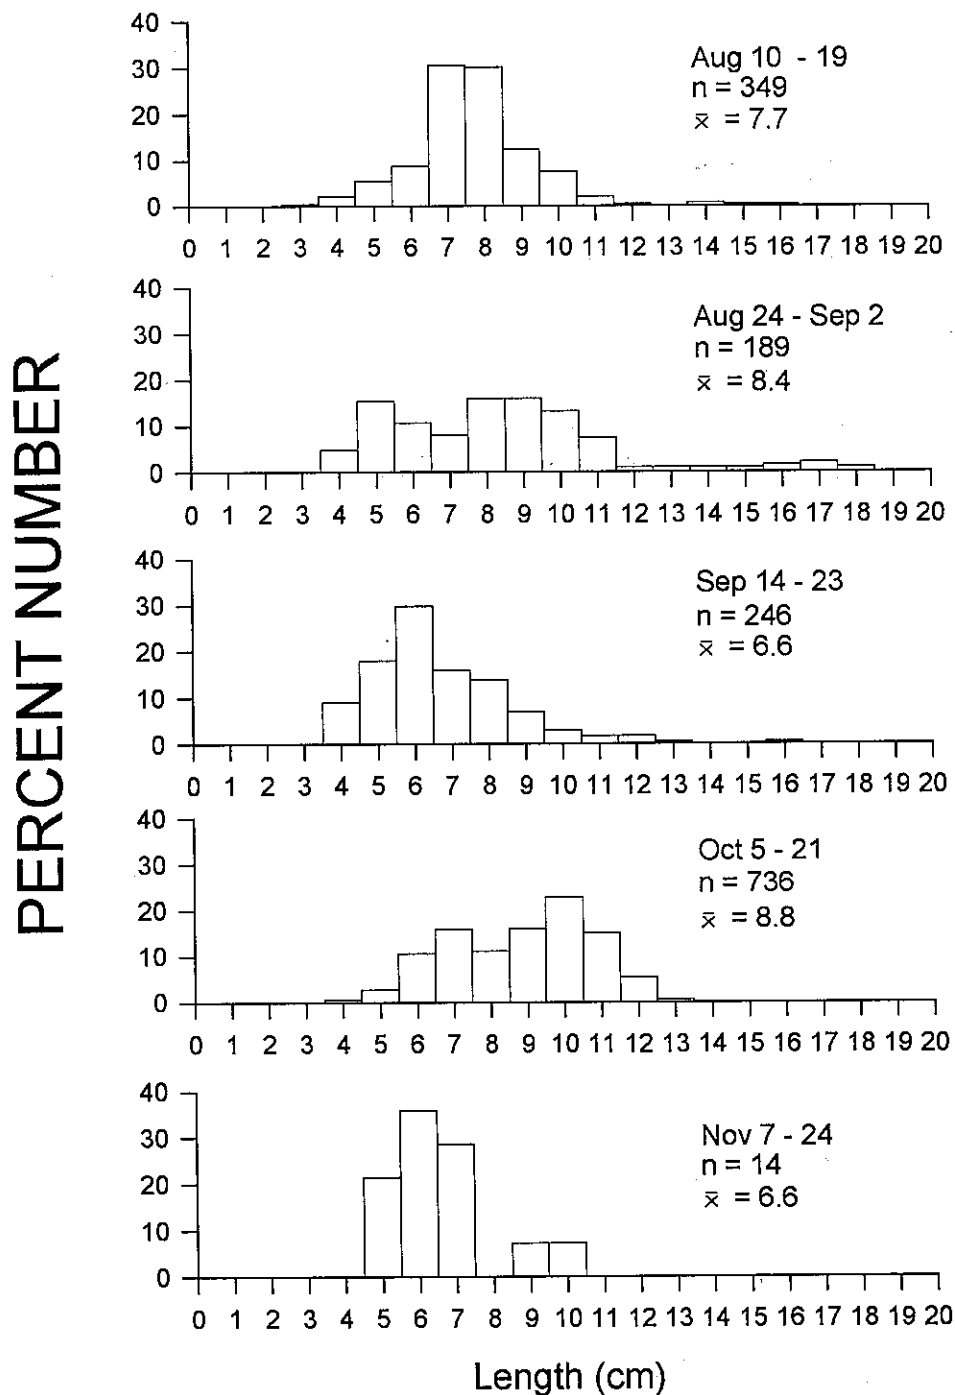 PERCENT NUMBER
40
30
20
10
0
Aug 10 - 19
n = 349
x̄ = 7.7
0 1 2 3 4 5 6 7 8 9 10 11 12 13 14 15 16 17 18 19 20
40
30
20
10
0
Aug 24 - Sep 2
n = 189
x̄ = 8.4
0 1 2 3 4 5 6 7 8 9 10 11 12 13 14 15 16 17 18 19 20
40
30
20
10
0
Sep 14 - 23
n = 246
x̄ = 6.6
0 1 2 3 4 5 6 7 8 9 10 11 12 13 14 15 16 17 18 19 20
40
30
20
10
0
Oct 5 - 21
n = 736
x̄ = 8.8
0 1 2 3 4 5 6 7 8 9 10 11 12 13 14 15 16 17 18 19 20
40
30
20
10
0
Nov 7 - 24
n = 14
x̄ = 6.6
0 1 2 3 4 5 6 7 8 9 10 11 12 13 14 15 16 17 18 19 20
Length (cm)